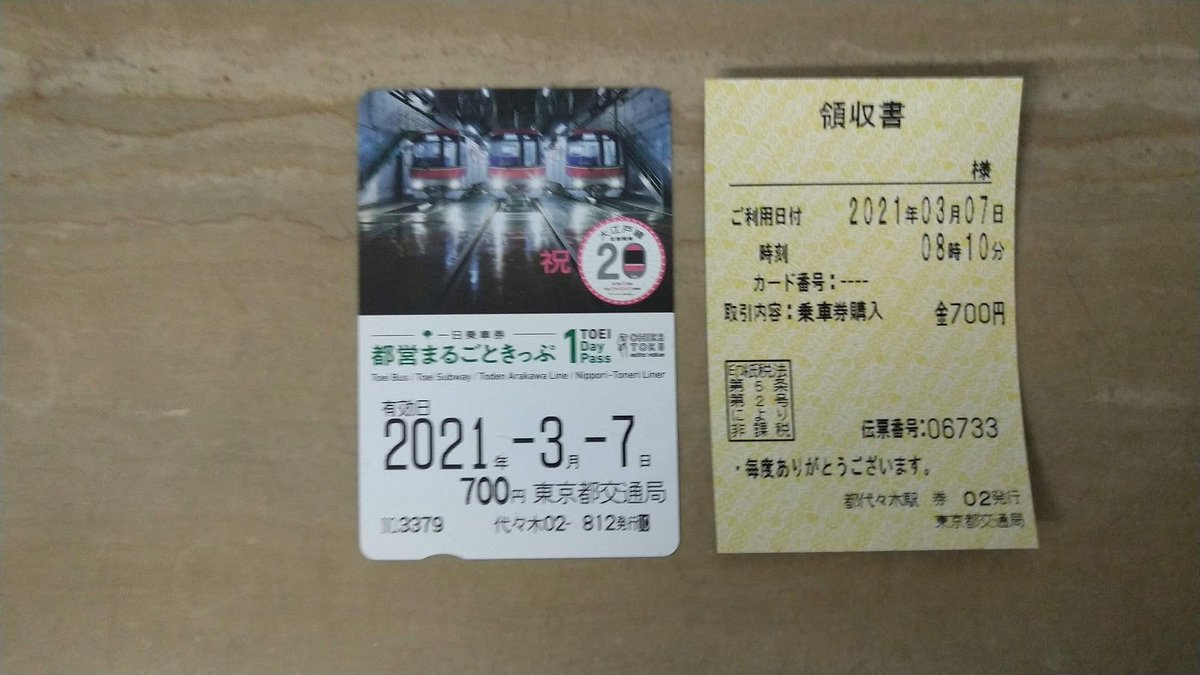 大江戸線
祝
20
一日乗車券
都営まるごときっぷ
1 TOEI
Day
Pass
CHIKA
TOKU
extra value
Toei Bus / Toei Subway / Toden Arakawa Line / Nippori-Toneri Liner
有効日
2021年-3月-7日
700円 東京都交通局
3379 代々木02- 812発行
領収書
様
ご利用日付 2021年03月07日
時刻 08時10分
カード番号:----
取引内容:乗車券購入 金700円
印紙税法
第5条
第2号
により
非課税
伝票番号:06733
・毎度ありがとうございます。
都代々木駅 券 02発行
東京都交通局